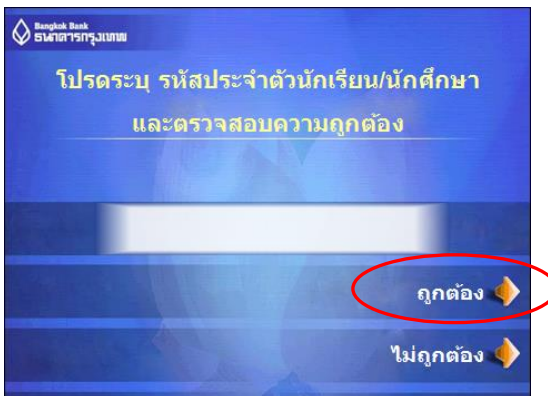 Bangkok Bank
ธนาคารกรุงเทพ
โปรดระบุ รหัสประจำตัวนักเรียน/นักศึกษา
และตรวจสอบความถูกต้อง
ถูกต้อง
ไม่ถูกต้อง